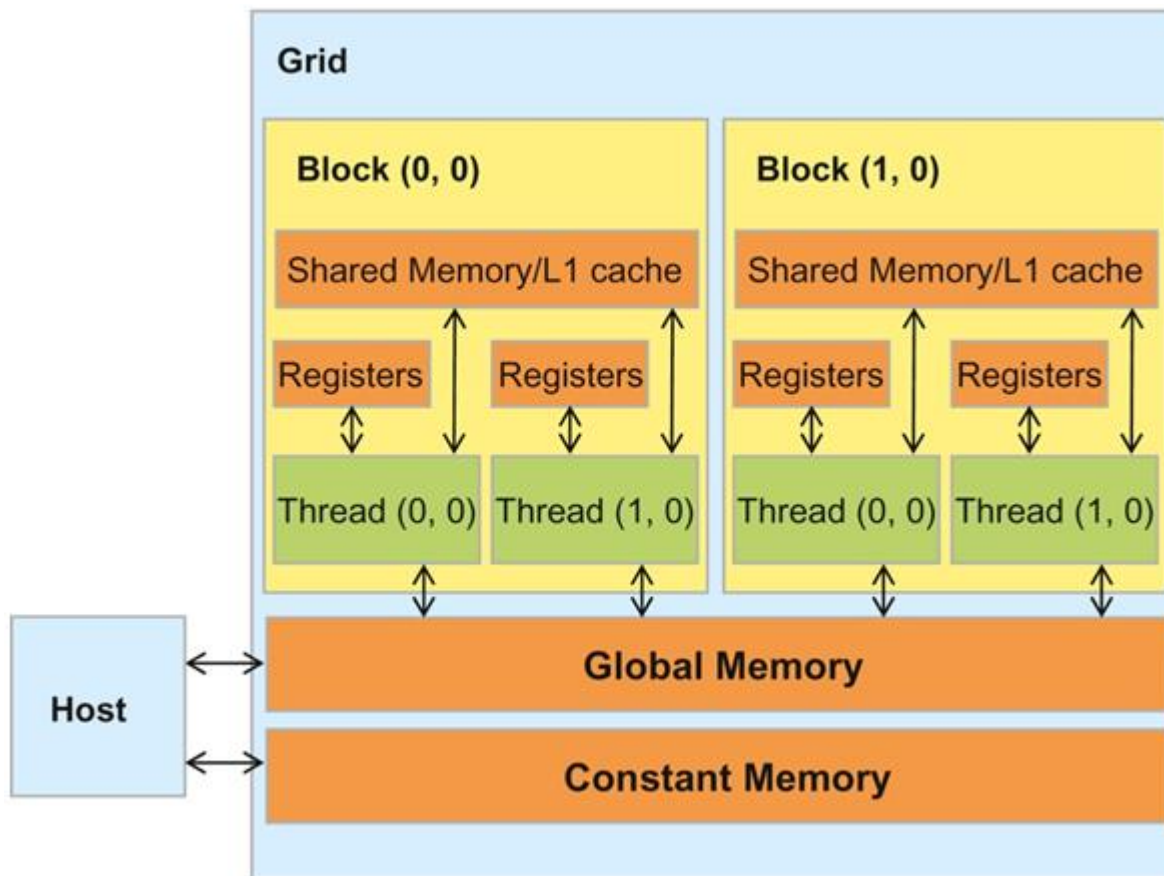 Grid
Block (0, 0)
Block (1, 0)
Shared Memory/L1 cache
Shared Memory/L1 cache
Registers
Registers
Registers
Registers
Thread (0, 0)
Thread (1, 0)
Thread (0, 0)
Thread (1, 0)
Host
Global Memory
Constant Memory